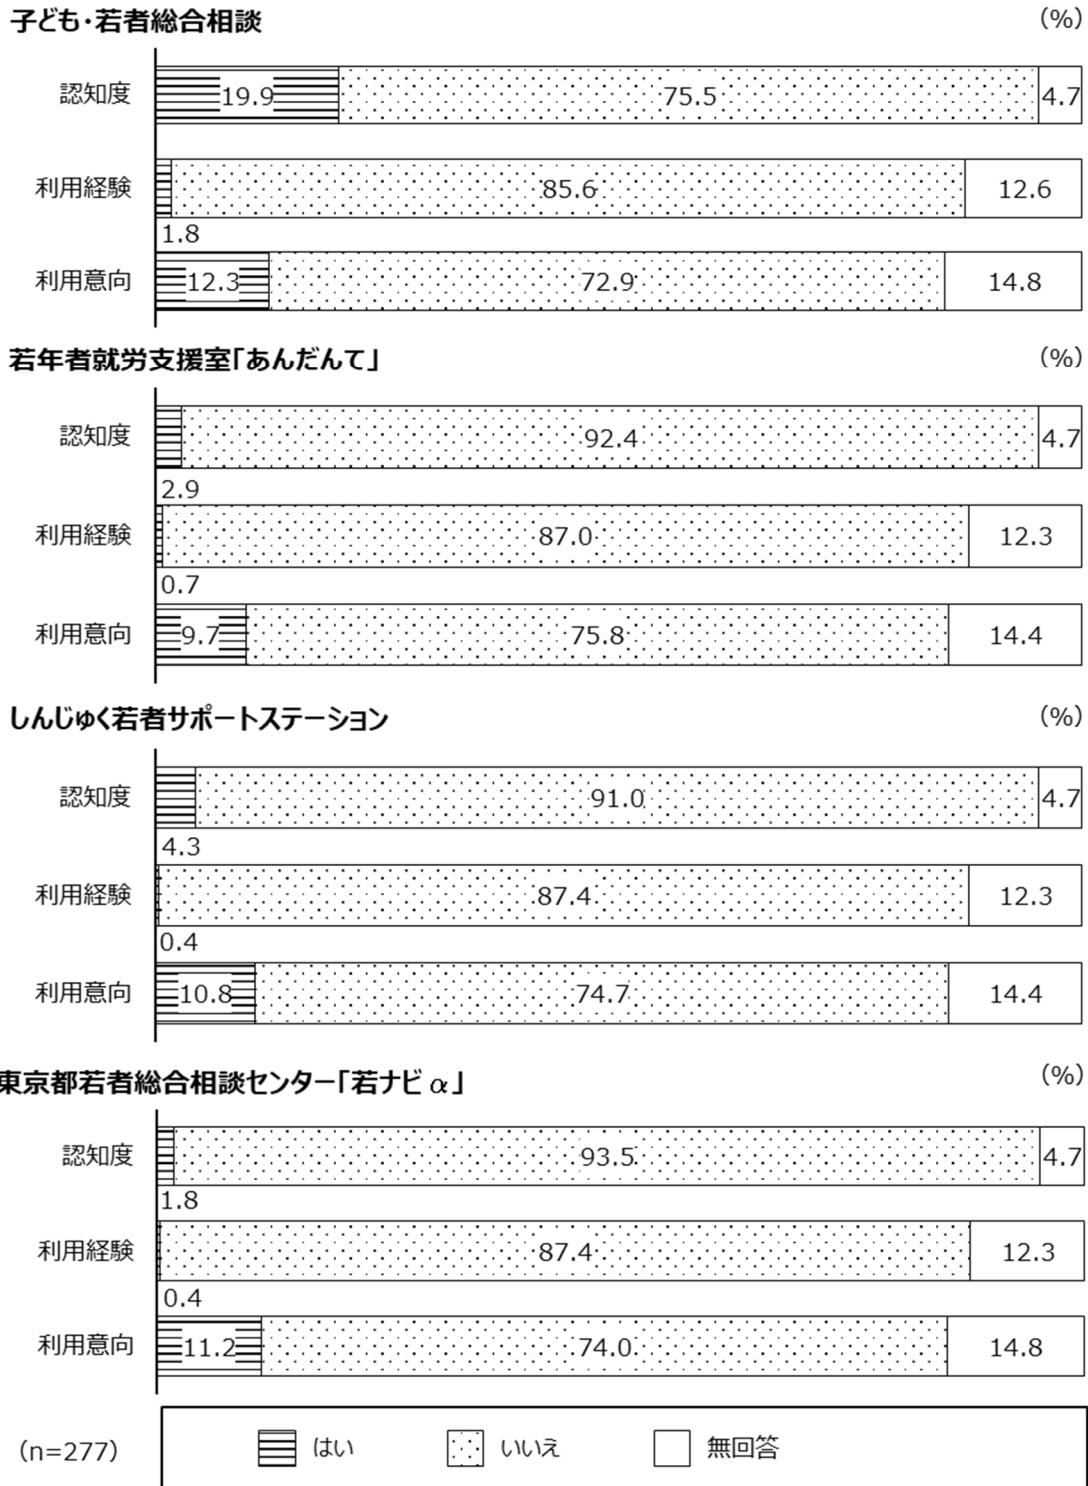 子ども・若者総合相談 (%)
認知度 19.9 75.5 4.7
利用経験 85.6 12.6
1.8
利用意向 12.3 72.9 14.8
若年者就労支援室「あんだんて」 (%)
認知度 92.4 4.7
2.9
利用経験 87.0 12.3
0.7
利用意向 9.7 75.8 14.4
しんじゅく若者サポートステーション (%)
認知度 91.0 4.7
4.3
利用経験 87.4 12.3
0.4
利用意向 10.8 74.7 14.4
東京都若者総合相談センター「若ナビα」 (%)
認知度 93.5 4.7
1.8
利用経験 87.4 12.3
0.4
利用意向 11.2 74.0 14.8
(n=277) はい いいえ 無回答